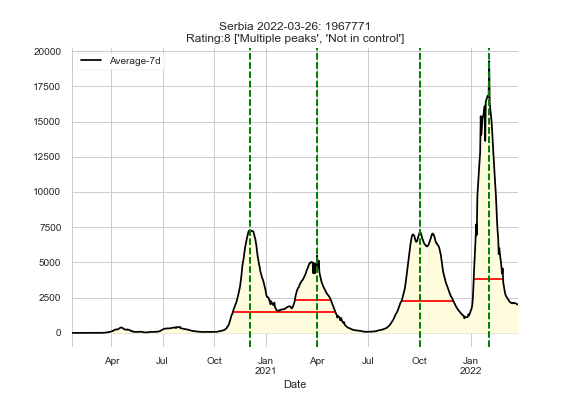 Serbia 2022-03-26: 1967771
Rating:8 ['Multiple peaks', 'Not in control']
Average-7d
20000
17500
15000
12500
10000
7500
5000
2500
0
Apr Jul Oct Jan Apr Jul Oct Jan
2021 2022
Date